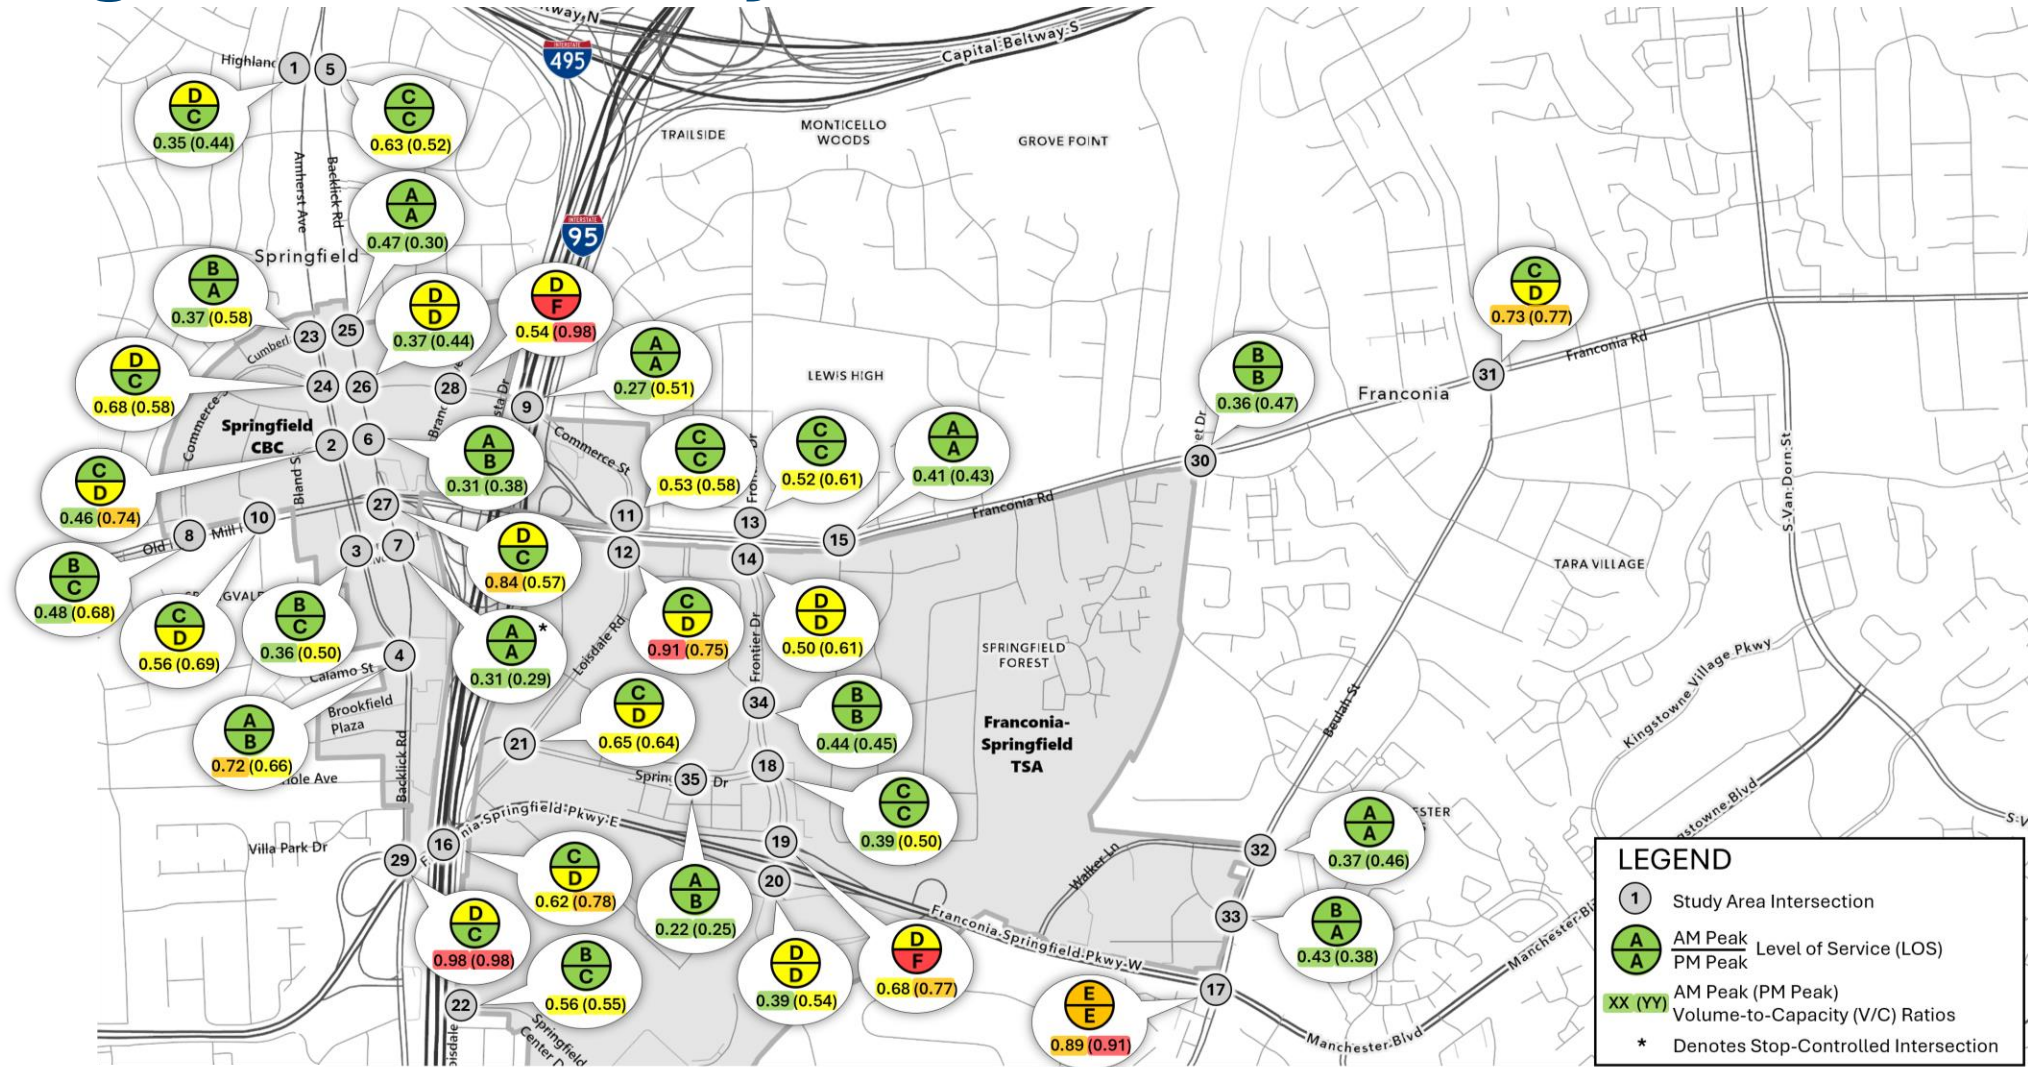 Capital Beltway S
495
Highland
1
5
D
C
0.35 (0.44)
C
C
0.63 (0.52)
TRAILSIDE
MONTICELLO
WOODS
GROVE POINT
Amherst Ave
Backlick Rd
A
A
0.47 (0.30)
95
Springfield
B
A
0.37 (0.58)
D
D
0.37 (0.44)
D
F
0.54 (0.98)
C
D
0.73 (0.77)
23
25
A
A
0.27 (0.51)
Franconia Rd
D
C
0.68 (0.58)
24
26
28
9
LEWIS HIGH
B
B
0.36 (0.47)
31
Franconia
Springfield
CBC
2
6
Commerce St
A
B
0.31 (0.38)
C
C
0.53 (0.58)
C
C
0.52 (0.61)
A
A
0.41 (0.43)
30
S Van Dorn St
C
D
0.46 (0.74)
8
Old
Mill
10
27
11
13
15
Franconia Rd
3
7
12
14
D
C
0.84 (0.57)
TARA VILLAGE
B
C
0.48 (0.68)
C
D
0.56 (0.69)
B
C
0.36 (0.50)
A
A
*
0.31 (0.29)
C
D
0.91 (0.75)
D
D
0.50 (0.61)
Loisdale Rd
Frontier Dr
SPRINGFIELD
FOREST
4
Calamo St
Brookfield
Plaza
A
B
0.72 (0.66)
Backlick Rd
C
D
0.65 (0.64)
34
B
B
0.44 (0.45)
Franconia-
Springfield
TSA
Beulah St
Kingstowne Village Pkwy
21
35
Dr
18
C
C
0.39 (0.50)
Villa Park Dr
29
16
19
20
C
D
0.62 (0.78)
A
B
0.22 (0.25)
Walker Ln
32
A
A
0.37 (0.46)
D
C
0.98 (0.98)
B
C
0.56 (0.55)
D
D
0.39 (0.54)
D
F
0.68 (0.77)
Franconia-Springfield Pkwy W
33
B
A
0.43 (0.38)
22
Springfield
17
E
E
0.89 (0.91)
Manchester Blvd
LEGEND
1
Study Area Intersection
A
A
AM Peak
PM Peak
Level of Service (LOS)
XX (YY)
AM Peak (PM Peak)
Volume-to-Capacity (V/C) Ratios
* Denotes Stop-Controlled Intersection